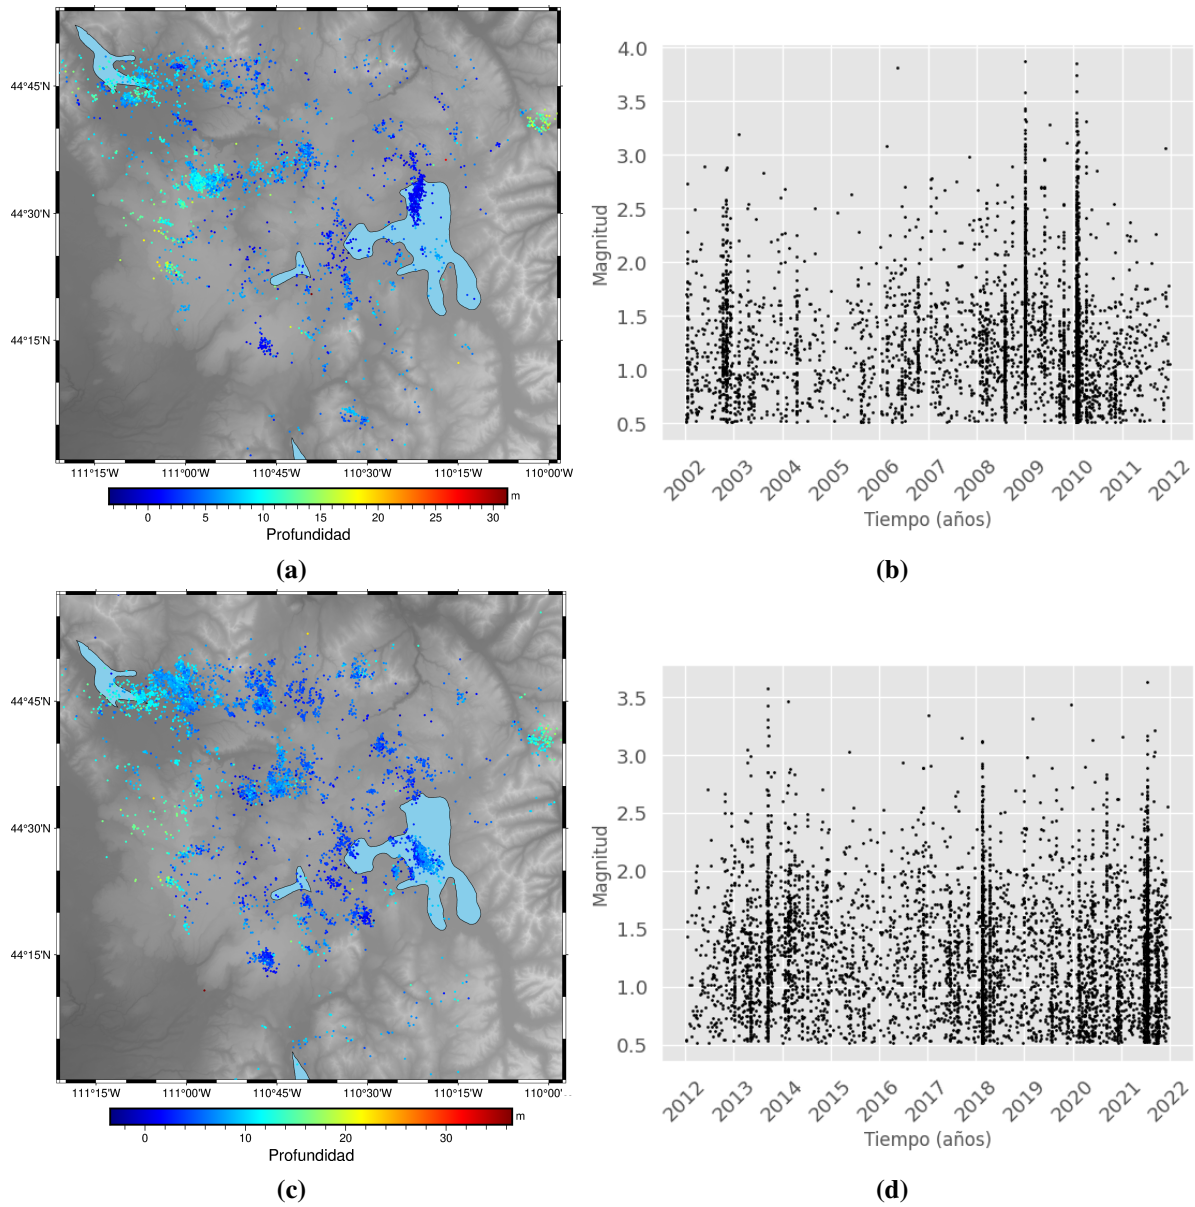 44°45'N
44°30'N
44°15'N
111°15'W 111°00'W 110°45'W 110°30'W 110°15'W 110°00'W
0 5 10 15 20 25 30 m
Profundidad
(a)
4.0
3.5
3.0
2.5
2.0
1.5
1.0
0.5
Magnitud
2002 2003 2004 2005 2006 2007 2008 2009 2010 2011 2012
Tiempo (años)
(b)
44°45'N
44°30'N
44°15'N
111°15'W 111°00'W 110°45'W 110°30'W 110°15'W 110°00'
0 10 20 30 m
Profundidad
(c)
3.5
3.0
2.5
2.0
1.5
1.0
0.5
Magnitud
2012 2013 2014 2015 2016 2017 2018 2019 2020 2021 2022
Tiempo (años)
(d)